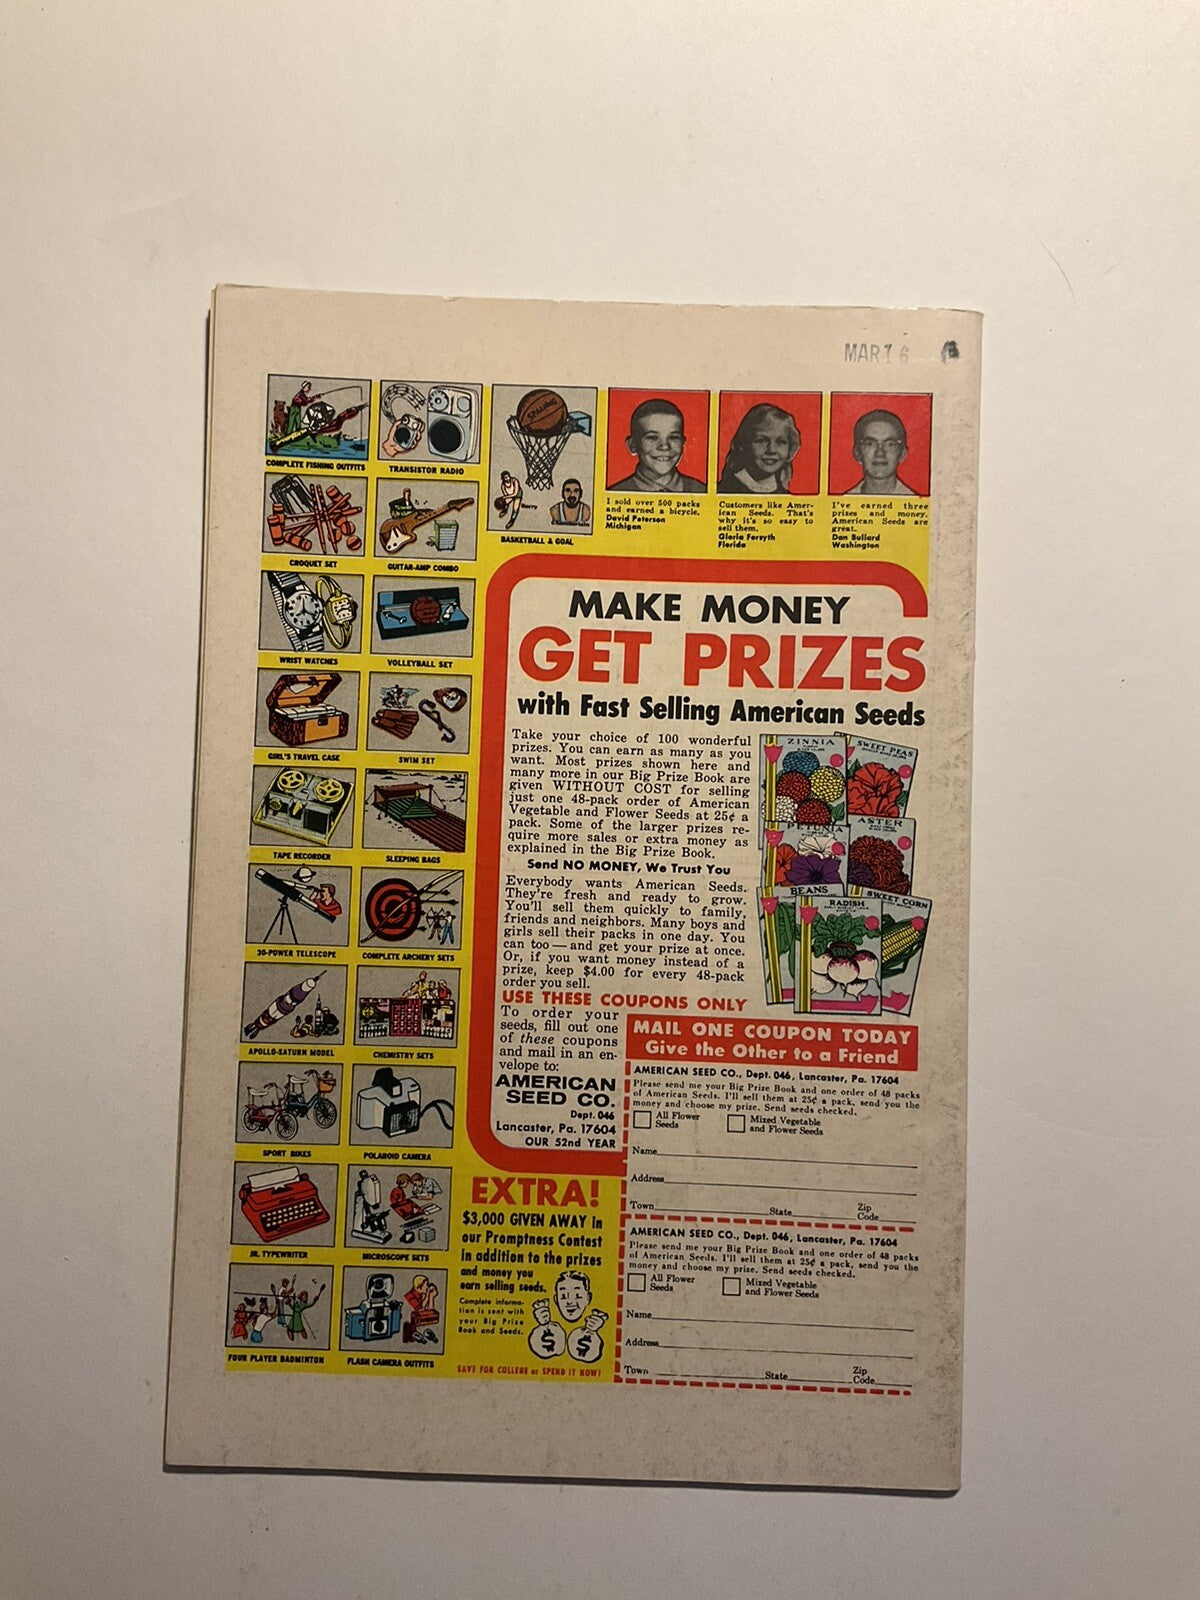 MAR 16
COMPLETE FISHING OUTFITS
TRANSISTOR RADIO
CROQUET SET
GUITAR-AMP COMBO
WRIST WATCHES
VOLLEYBALL SET
GIRL'S TRAVEL CASE
SWIM SET
TAPE RECORDER
SLEEPING BAGS
30-POWER TELESCOPE
COMPLETE ARCHERY SETS
APOLLO-SATURN MODEL
CHEMISTRY SETS
SPORT BIKES
POLAROID CAMERA
JR. TYPEWRITER
MICROSCOPE SETS
FOUR PLAYER BADMINTON
FLASH CAMERA OUTFITS
SPALDING
Barry
BASKETBALL & GOAL
I sold over 500 packs
and earned a bicycle.
David Peterson
Michigan
Customers like Amer-
ican Seeds. That's
why it's so easy to
sell them.
Gloria Forsyth
Florida
I've earned three
prizes and money.
American Seeds are
great.
Dan Bullard
Washington
MAKE MONEY
GET PRIZES
with Fast Selling American Seeds
Take your choice of 100 wonderful
prizes. You can earn as many as you
want. Most prizes shown here and
many more in our Big Prize Book are
given WITHOUT COST for selling
just one 48-pack order of American
Vegetable and Flower Seeds at 25¢ a
pack. Some of the larger prizes re-
quire more sales or extra money as
explained in the Big Prize Book.
Send NO MONEY, We Trust You
Everybody wants American Seeds.
They're fresh and ready to grow.
You'll sell them quickly to family,
friends and neighbors. Many boys and
girls sell their packs in one day. You
can too — and get your prize at once.
Or, if you want money instead of a
prize, keep $4.00 for every 48-pack
order you sell.
ZINNIA
SWEET PEAS
PETUNIA
ASTER
BEANS
RADISH
SWEET CORN
USE THESE COUPONS ONLY
To order your
seeds, fill out one
of these coupons
and mail in an en-
velope to:
AMERICAN
SEED CO.
Dept. 046
Lancaster, Pa. 17604
OUR 52nd YEAR
MAIL ONE COUPON TODAY
Give the Other to a Friend
AMERICAN SEED CO., Dept. 046, Lancaster, Pa. 17604
Please send me your Big Prize Book and one order of 48 packs
of American Seeds. I'll sell them at 25¢ a pack, send you the
money and choose my prize. Send seeds checked.
All Flower Seeds
Mixed Vegetable and Flower Seeds
Name
Address
Town State Zip Code
AMERICAN SEED CO., Dept. 046, Lancaster, Pa. 17604
Please send me your Big Prize Book and one order of 48 packs
of American Seeds. I'll sell them at 25¢ a pack, send you the
money and choose my prize. Send seeds checked.
All Flower Seeds
Mixed Vegetable and Flower Seeds
Name
Address
Town State Zip Code
EXTRA!
$3,000 GIVEN AWAY in
our Promptness Contest
in addition to the prizes
and money you
earn selling seeds.
Complete informa-
tion is sent with
your Big Prize
Book and Seeds.
$ $
SAVE FOR COLLEGE or SPEND IT NOW!